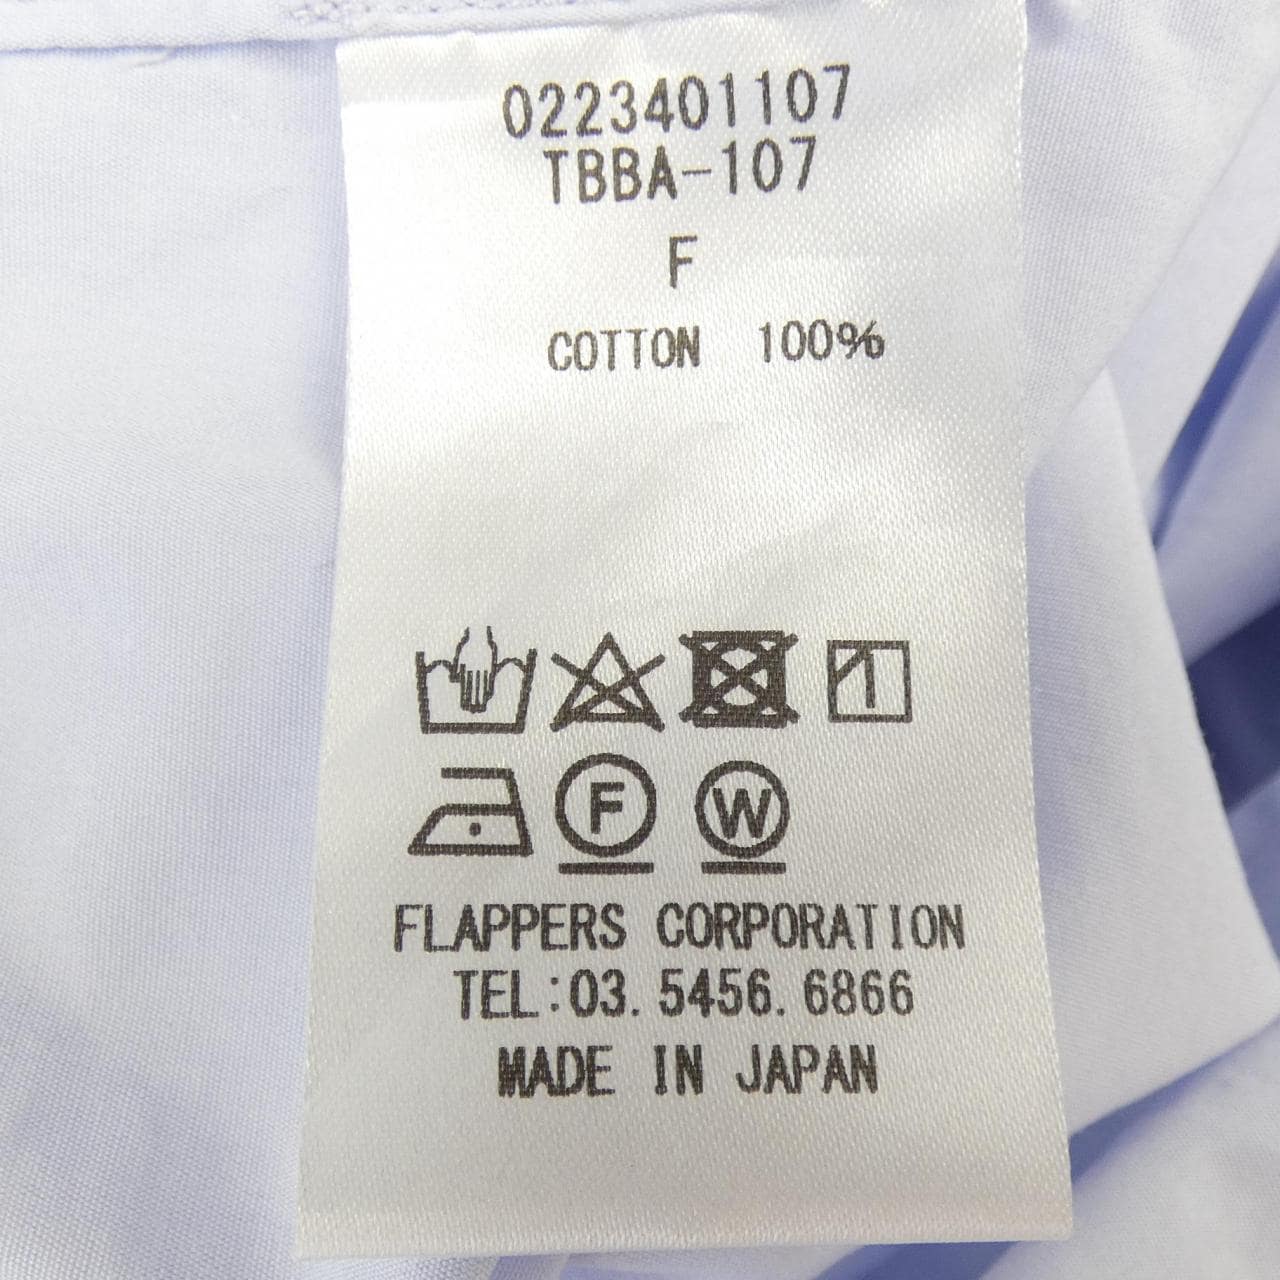 0223401107
TBBA-107
F
COTTON 100%
F W
FLAPPERS CORPORATION
TEL:03.5456.6866
MADE IN JAPAN